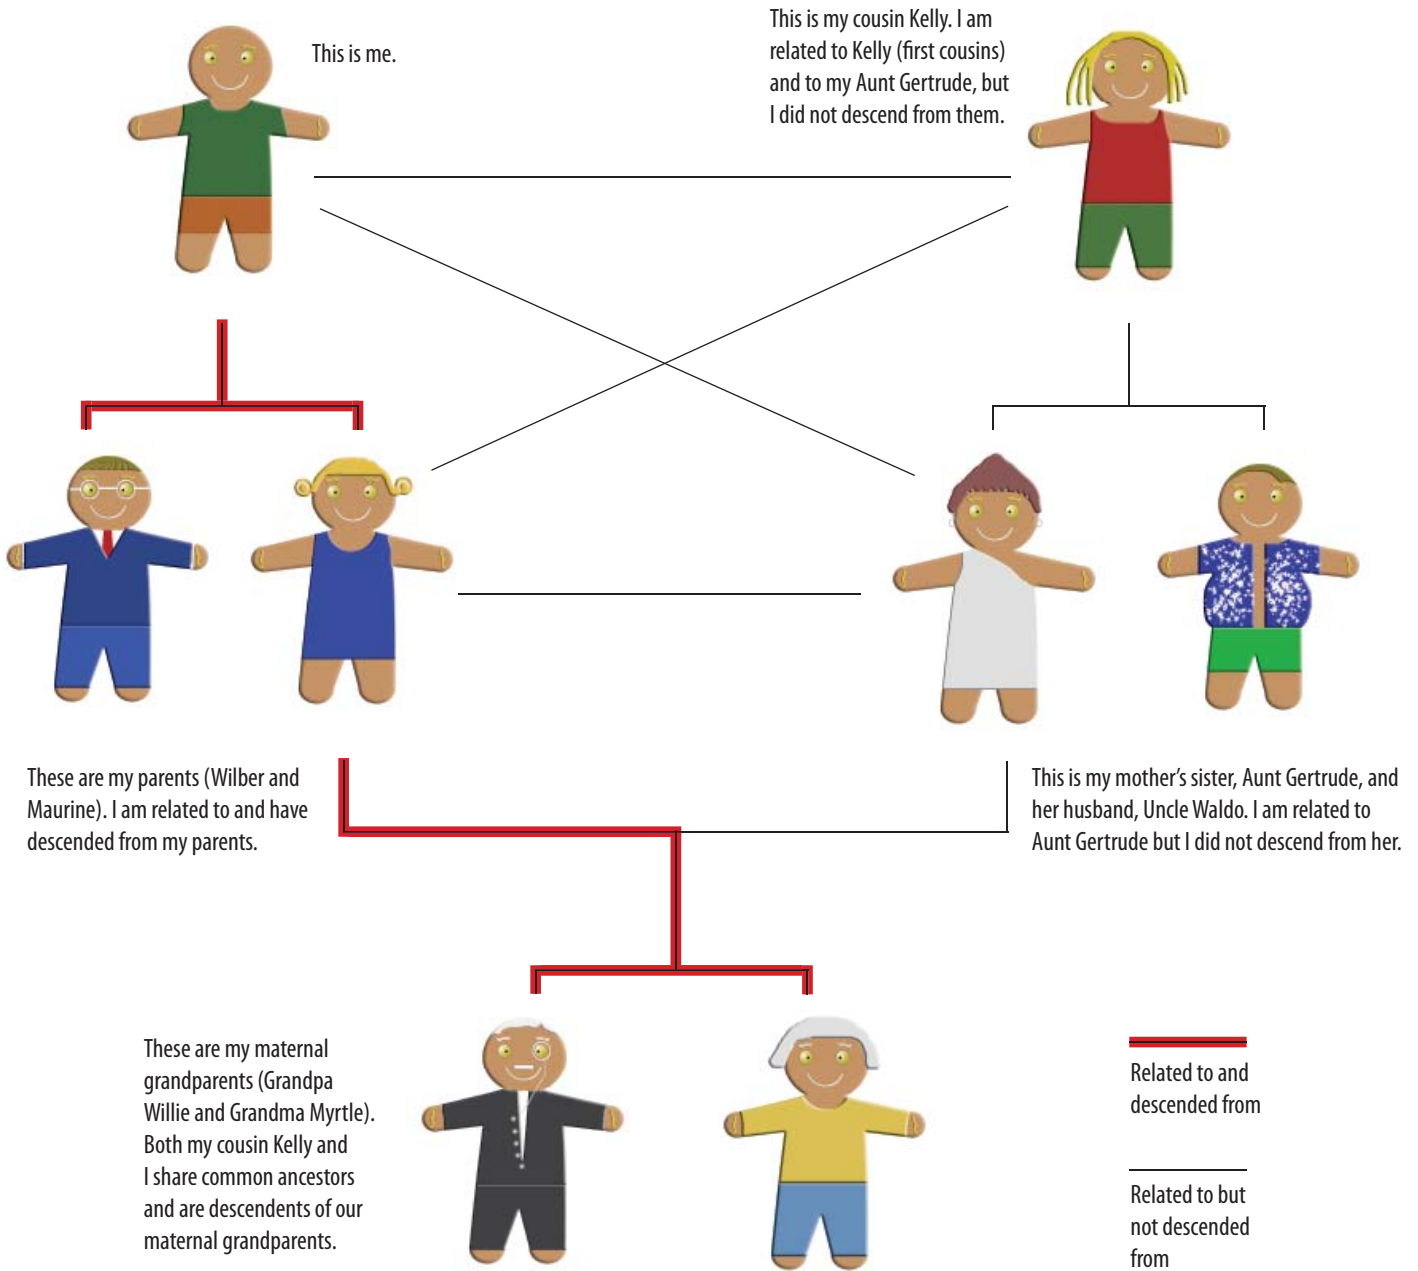 This is me.
This is my cousin Kelly. I am
related to Kelly (first cousins)
and to my Aunt Gertrude, but
I did not descend from them.
These are my parents (Wilber and
Maurine). I am related to and have
descended from my parents.
This is my mother's sister, Aunt Gertrude, and
her husband, Uncle Waldo. I am related to
Aunt Gertrude but I did not descend from her.
These are my maternal
grandparents (Grandpa
Willie and Grandma Myrtle).
Both my cousin Kelly and
I share common ancestors
and are descendents of our
maternal grandparents.
Related to and
descended from
Related to but
not descended
from